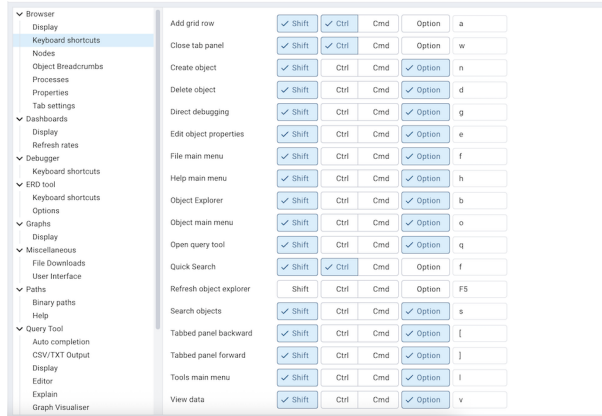 Browser
Display
Keyboard shortcuts
Nodes
Object Breadcrumbs
Processes
Properties
Tab settings
Dashboards
Display
Refresh rates
Debugger
Keyboard shortcuts
ERD tool
Keyboard shortcuts
Options
Graphs
Display
Miscellaneous
File Downloads
User Interface
Paths
Binary paths
Help
Query Tool
Auto completion
CSV/TXT Output
Display
Editor
Explain
Graph Visualiser
Add grid row Shift Ctrl Cmd Option a
Close tab panel Shift Ctrl Cmd Option w
Create object Shift Ctrl Cmd Option n
Delete object Shift Ctrl Cmd Option d
Direct debugging Shift Ctrl Cmd Option g
Edit object properties Shift Ctrl Cmd Option e
File main menu Shift Ctrl Cmd Option f
Help main menu Shift Ctrl Cmd Option h
Object Explorer Shift Ctrl Cmd Option b
Object main menu Shift Ctrl Cmd Option o
Open query tool Shift Ctrl Cmd Option q
Quick Search Shift Ctrl Cmd Option f
Refresh object explorer Shift Ctrl Cmd Option F5
Search objects Shift Ctrl Cmd Option s
Tabbed panel backward Shift Ctrl Cmd Option [
Tabbed panel forward Shift Ctrl Cmd Option ]
Tools main menu Shift Ctrl Cmd Option l
View data Shift Ctrl Cmd Option v